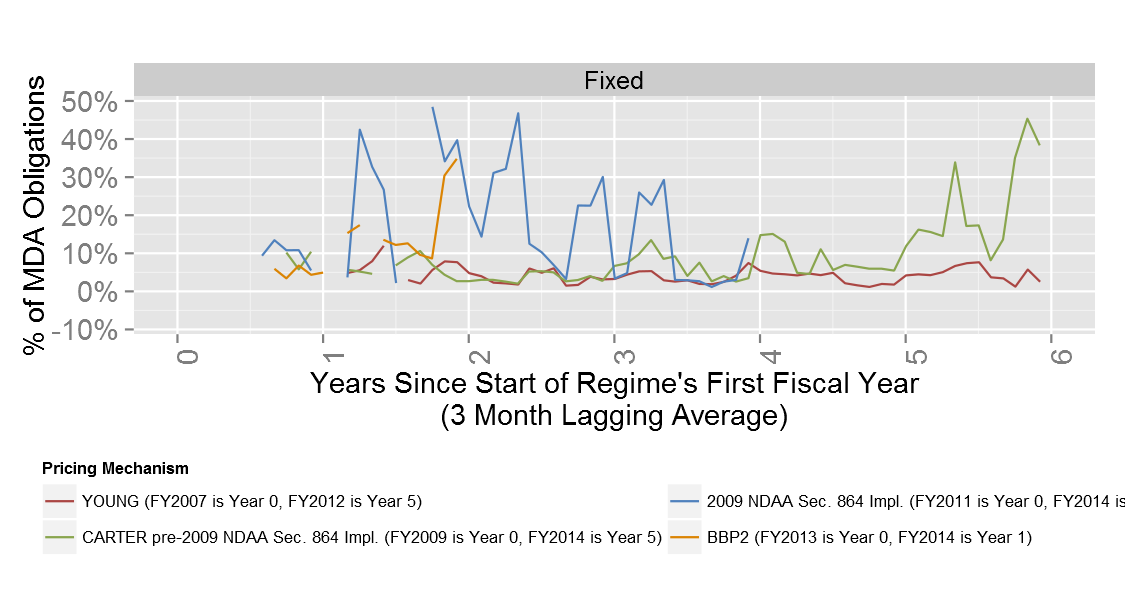 Fixed
% of MDA Obligations
50%
40%
30%
20%
10%
0%
-10%
0 1 2 3 4 5 6
Years Since Start of Regime's First Fiscal Year
(3 Month Lagging Average)
Pricing Mechanism
YOUNG (FY2007 is Year 0, FY2012 is Year 5)
2009 NDAA Sec. 864 Impl. (FY2011 is Year 0, FY2014 is
CARTER pre-2009 NDAA Sec. 864 Impl. (FY2009 is Year 0, FY2014 is Year 5)
BBP2 (FY2013 is Year 0, FY2014 is Year 1)